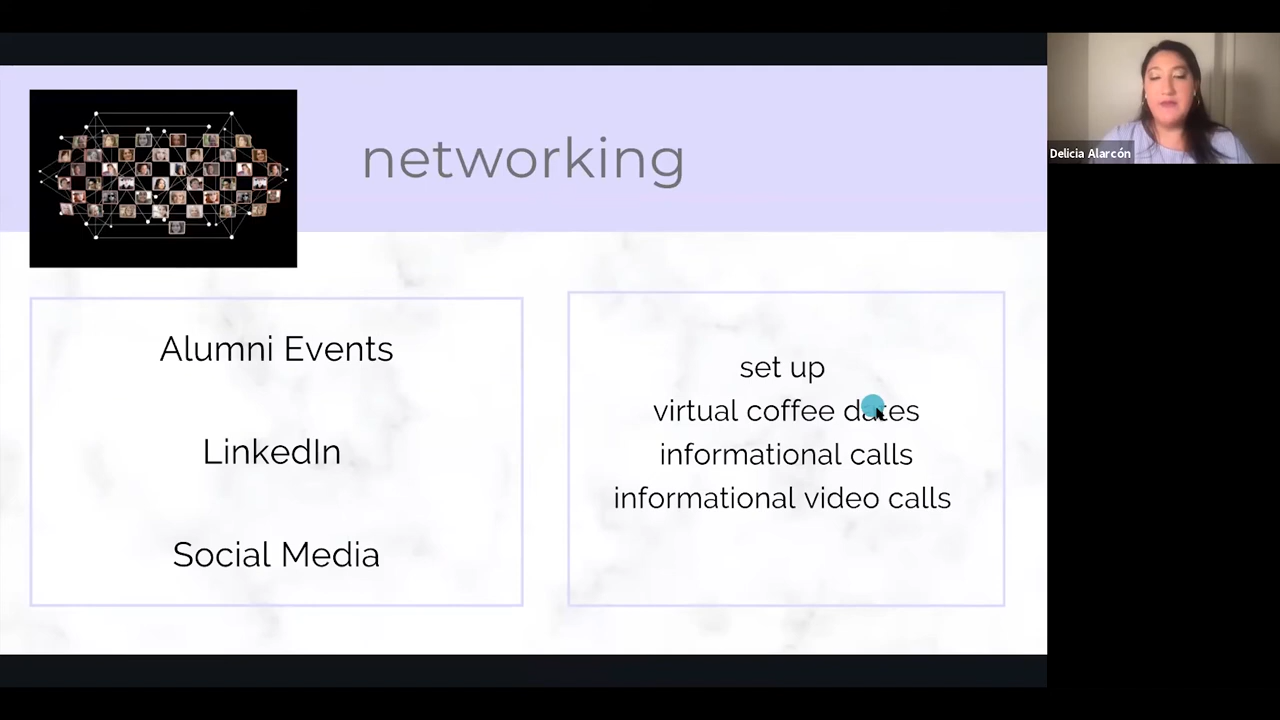 networking
Alumni Events
LinkedIn
Social Media
set up
virtual coffee dates
informational calls
informational video calls
Delicia Alarcón